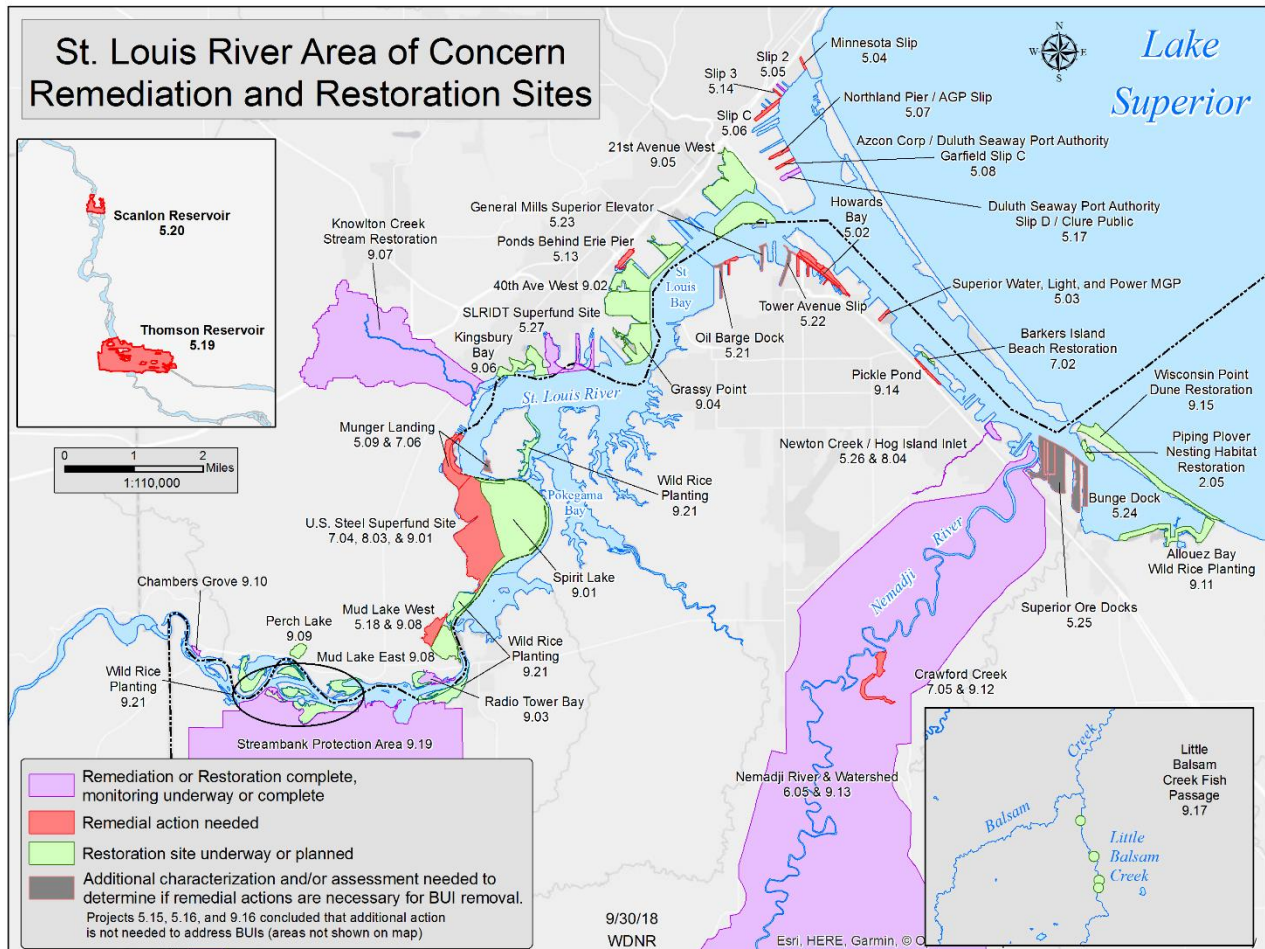 St. Louis River Area of Concern
Remediation and Restoration Sites
N
W
E
S
Lake
Superior
Minnesota Slip
5.04
Slip 2
5.05
Slip 3
5.14
Slip C
5.06
Northland Pier / AGP Slip
5.07
Azcon Corp / Duluth Seaway Port Authority
Garfield Slip C
5.08
21st Avenue West
9.05
Duluth Seaway Port Authority
Slip D / Clure Public
5.17
General Mills Superior Elevator
5.23
Howards
Bay
5.02
Knowlton Creek
Stream Restoration
9.07
Ponds Behind Erie Pier
5.13
40th Ave West 9.02
St
Louis
Bay
SLRIDT Superfund Site
5.27
Kingsbury
Bay
9.06
Tower Avenue Slip
5.22
Oil Barge Dock
5.21
Superior Water, Light, and Power MGP
5.03
Barkers Island
Beach Restoration
7.02
Pickle Pond
9.14
Wisconsin Point
Dune Restoration
9.15
Grassy Point
9.04
St. Louis River
Scanlon Reservoir
5.20
Thomson Reservoir
5.19
0 1 2
Miles
1:110,000
Munger Landing
5.09 & 7.06
Newton Creek / Hog Island Inlet
5.26 & 8.04
Piping Plover
Nesting Habitat
Restoration
2.05
Wild Rice
Planting
9.21
Pokegama
Bay
Bunge Dock
5.24
U.S. Steel Superfund Site
7.04, 8.03, & 9.01
Nemadji
River
Allouez Bay
Wild Rice Planting
9.11
Spirit Lake
9.01
Superior Ore Docks
5.25
Chambers Grove 9.10
Mud Lake West
5.18 & 9.08
Perch Lake
9.09
Mud Lake East 9.08
Wild Rice
Planting
9.21
Wild Rice
Planting
9.21
Radio Tower Bay
9.03
Crawford Creek
7.05 & 9.12
Streambank Protection Area 9.19
Nemadji River & Watershed
6.05 & 9.13
Remediation or Restoration complete,
monitoring underway or complete
Remedial action needed
Restoration site underway or planned
Additional characterization and/or assessment needed to
determine if remedial actions are necessary for BUI removal.
Projects 5.15, 5.16, and 9.16 concluded that additional action
is not needed to address BUIs (areas not shown on map)
Creek
Balsam
Little
Balsam
Creek
Little
Balsam
Creek Fish
Passage
9.17
9/30/18
WDNR
Esri, HERE, Garmin, ©